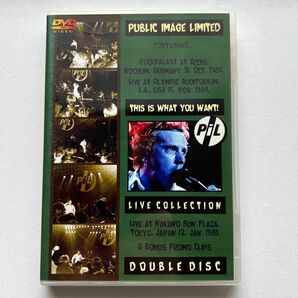 DVD
VIDEO
PUBLIC IMAGE LIMITED
CONTAINING...
ROCKPALAST AT ZECHE,
BOCHUM, GERMANY 31. OCT. 1983,
LIVE AT OLYMPIC AUDITORIUM,
L.A., USA 16. NOV. 1984,
THIS IS WHAT YOU WANT!
PiL
LIVE COLLECTION
LIVE AT NAKANO SUN PLAZA,
TOKYO, JAPAN 12. JAN. 1985
& BONUS PROMO CLIPS
DOUBLE DISC